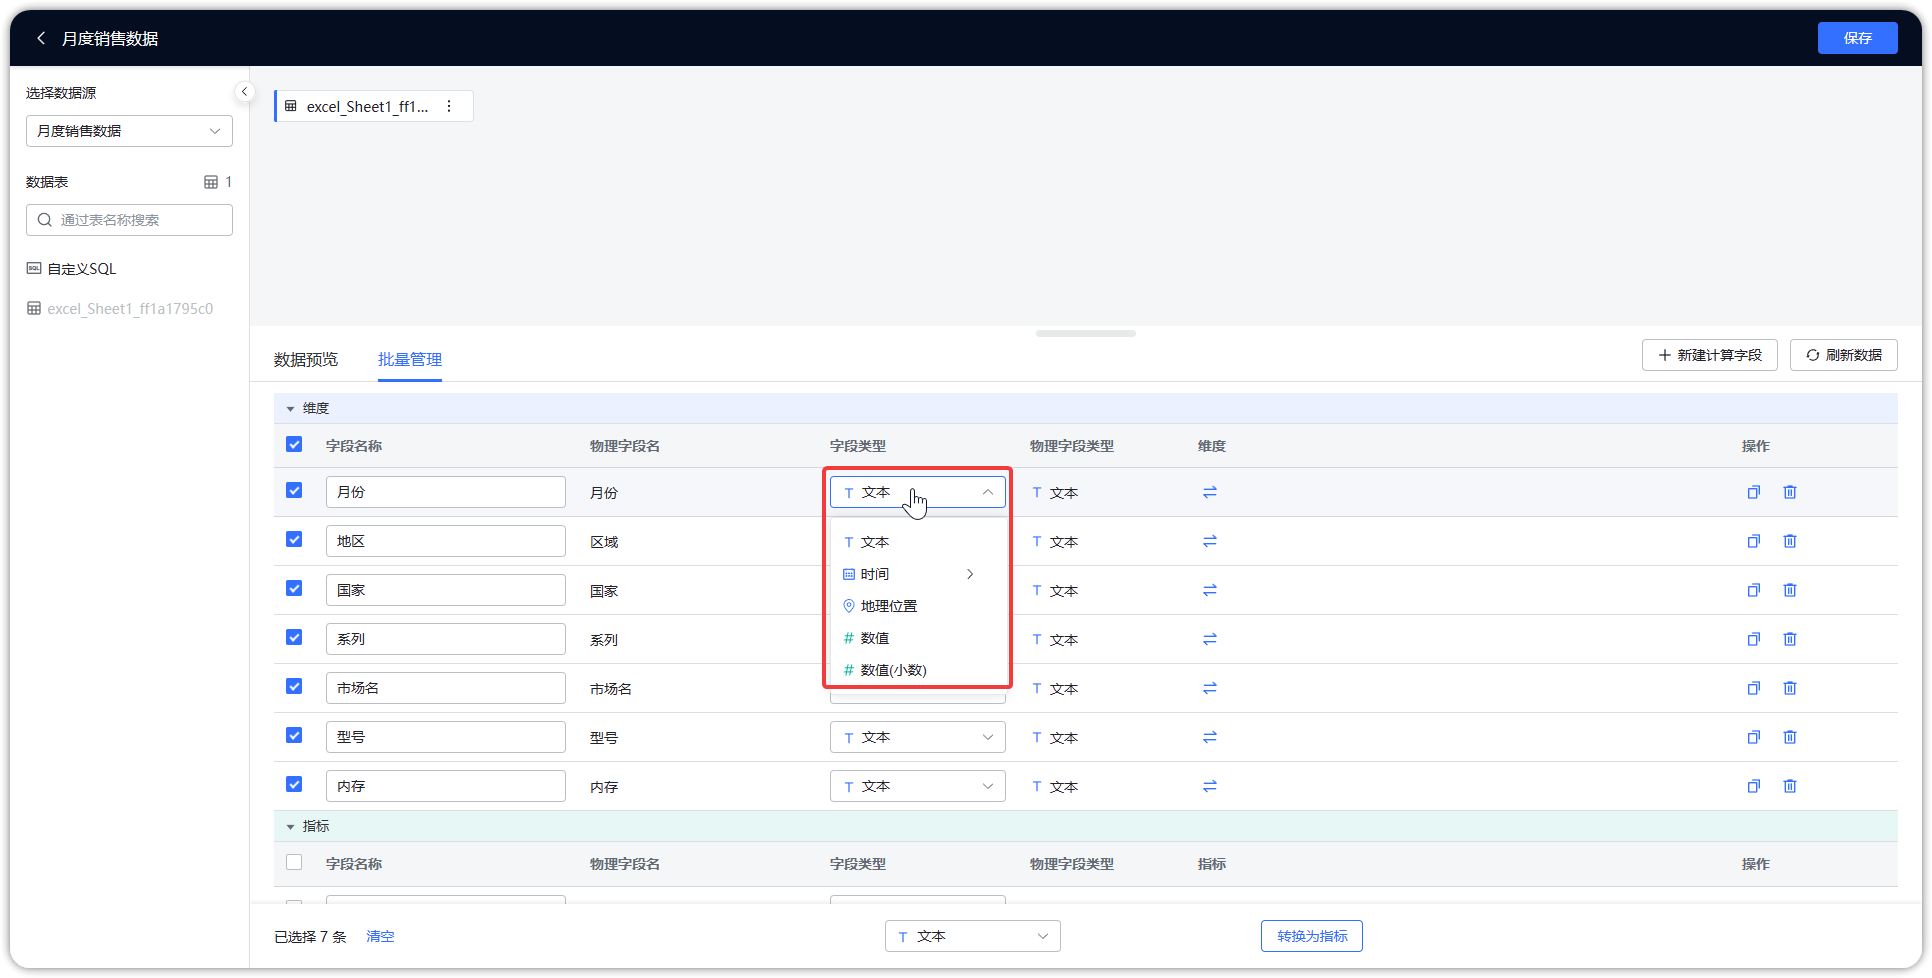 月度销售数据
保存
选择数据源
月度销售数据
数据表
1
通过表名称搜索
自定义SQL
excel_Sheet1_ff1a1795c0
excel_Sheet1_ff1...
数据预览
批量管理
新建计算字段
刷新数据
维度
字段名称 物理字段名 字段类型 物理字段类型 维度 操作
月份 月份 T 文本 T 文本
地区 区域 T 文本
国家 国家 T 文本
系列 系列 T 文本
市场名 市场名 T 文本
T 文本
时间
地理位置
# 数值
# 数值(小数)
型号 型号 T 文本 T 文本
内存 内存 T 文本 T 文本
指标
字段名称 物理字段名 字段类型 物理字段类型 指标 操作
已选择 7 条 清空
T 文本
转换为指标